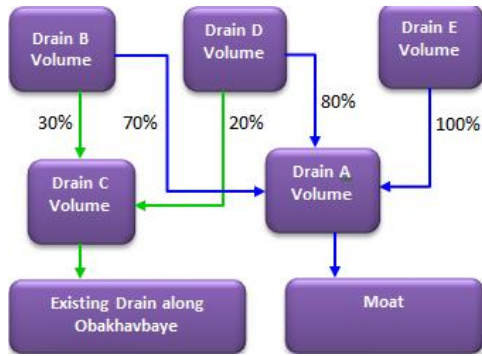 Drain B
Volume
Drain D
Volume
Drain E
Volume
30%
70%
20%
80%
100%
Drain C
Volume
Drain A
Volume
Existing Drain along
Obakhavbaye
Moat